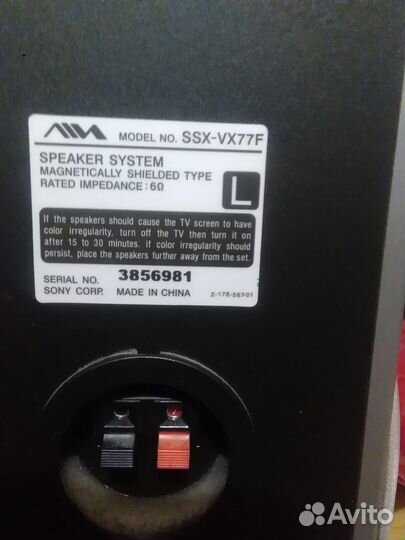 AIWA MODEL NO. SSX-VX77F
SPEAKER SYSTEM
MAGNETICALLY SHIELDED TYPE
RATED IMPEDANCE : 6Ω
L
If the speakers should cause the TV screen to have
color irregularity, turn off the TV then turn it on
after 15 to 30 minutes. if color irregularity should
persist, place the speakers further away from the set.
SERIAL NO. 3856981
SONY CORP. MADE IN CHINA 2-178-587-01
Avito